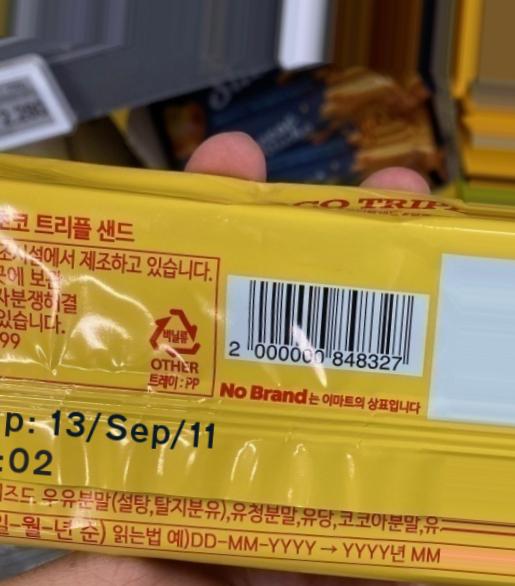 3,280
GO TRIP
초코 트리플 샌드
조시설에서 제조하고 있습니다.
곳에 보관
자분쟁해결
있습니다.
99
비닐류
OTHER
트레이 : PP
2 000000 848327
No Brand는 이마트의 상표입니다
p: 13/Sep/11
:02
우유분말(설탕,탈지분유),유청분말,유당,코코아분말,유
일-월-년 순) 읽는법 예)DD-MM-YYYY → YYYY년 MM